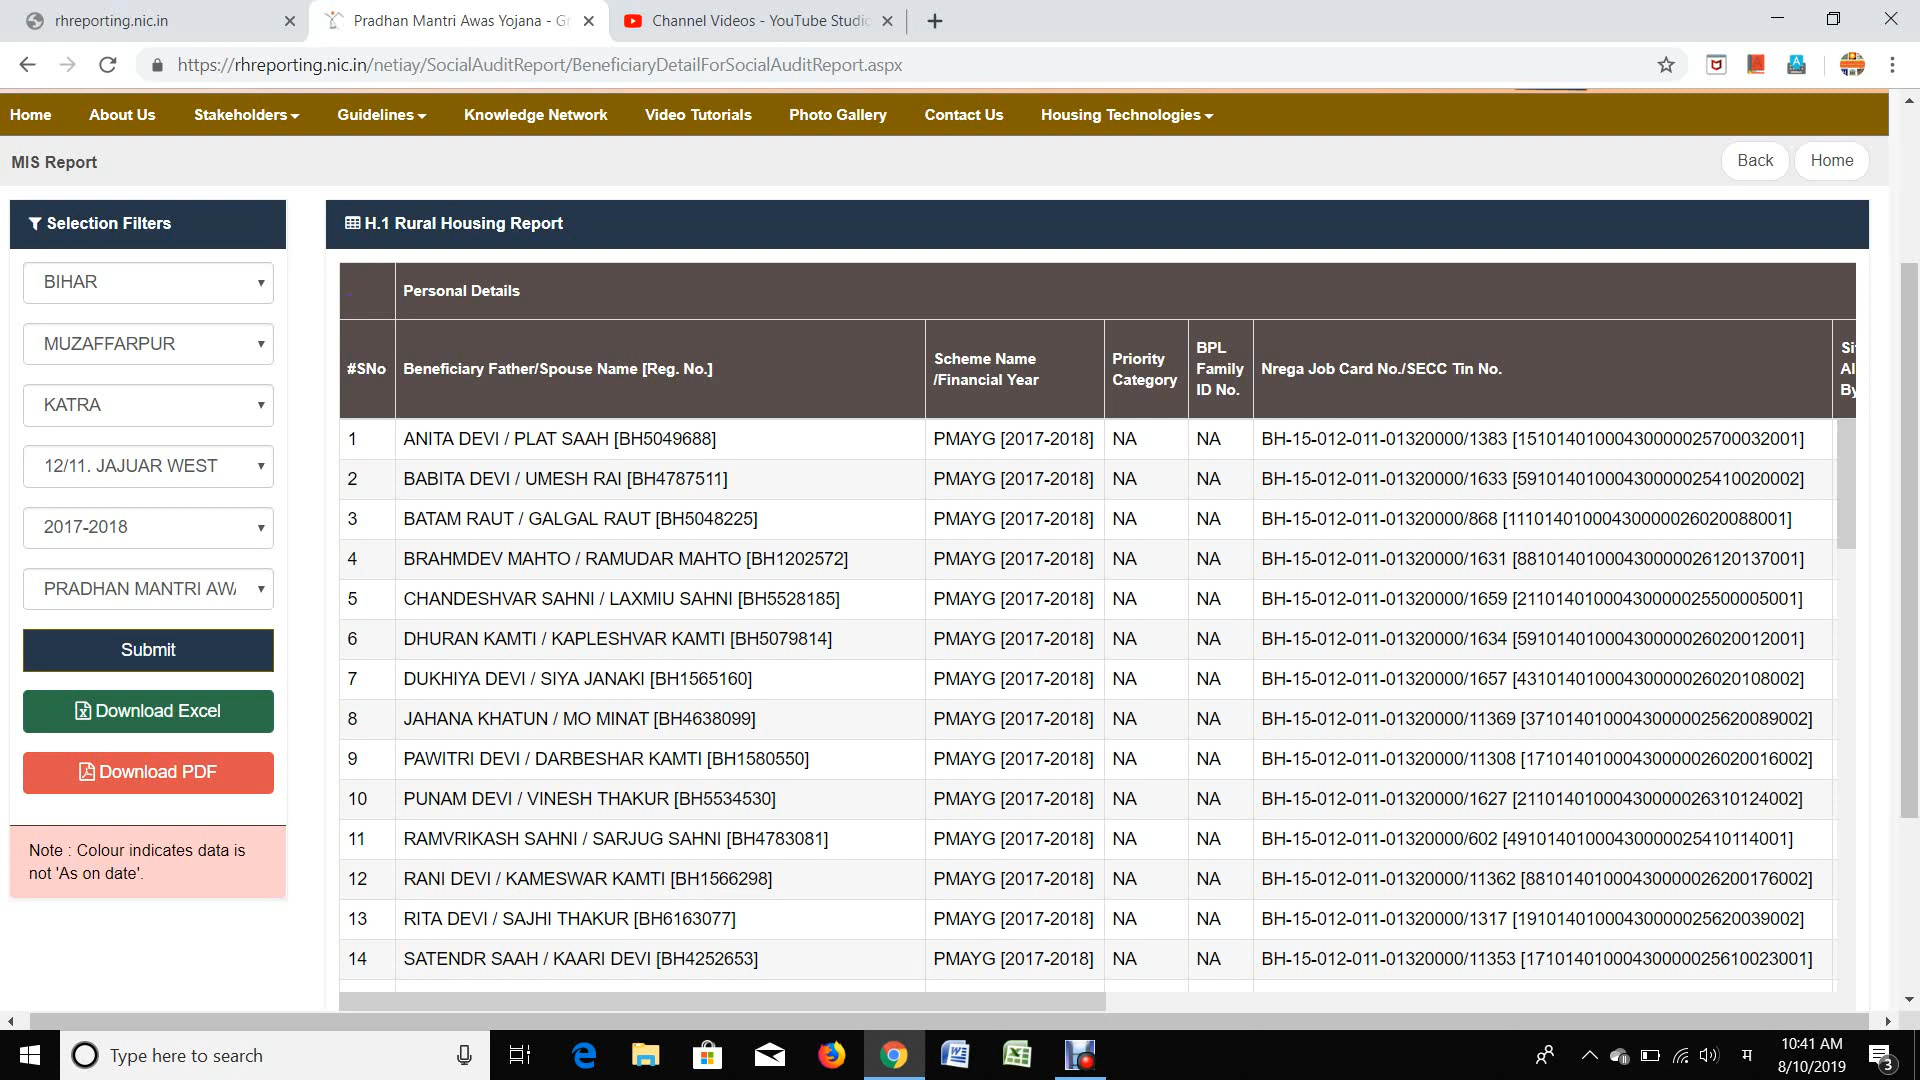 rhreporting.nic.in
Pradhan Mantri Awas Yojana - Gr
Channel Videos - YouTube Studio
https://rhreporting.nic.in/netiay/SocialAuditReport/BeneficiaryDetailForSocialAuditReport.aspx
Home About Us Stakeholders Guidelines Knowledge Network Video Tutorials Photo Gallery Contact Us Housing Technologies
MIS Report
Back Home
Selection Filters
BIHAR
MUZAFFARPUR
KATRA
12/11. JAJUAR WEST
2017-2018
PRADHAN MANTRI AWA
Submit
Download Excel
Download PDF
Note : Colour indicates data is
not 'As on date'.
H.1 Rural Housing Report
Personal Details
#SNo
Beneficiary Father/Spouse Name [Reg. No.]
Scheme Name
/Financial Year
Priority
Category
BPL
Family
ID No.
Nrega Job Card No./SECC Tin No.
Si
Al
By
1 ANITA DEVI / PLAT SAAH [BH5049688] PMAYG [2017-2018] NA NA BH-15-012-011-01320000/1383 [151014010004300000025700032001]
2 BABITA DEVI / UMESH RAI [BH4787511] PMAYG [2017-2018] NA NA BH-15-012-011-01320000/1633 [591014010004300000025410020002]
3 BATAM RAUT / GALGAL RAUT [BH5048225] PMAYG [2017-2018] NA NA BH-15-012-011-01320000/868 [111014010004300000026020088001]
4 BRAHMDEV MAHTO / RAMUDAR MAHTO [BH1202572] PMAYG [2017-2018] NA NA BH-15-012-011-01320000/1631 [881014010004300000026120137001]
5 CHANDESHVAR SAHNI / LAXMIU SAHNI [BH5528185] PMAYG [2017-2018] NA NA BH-15-012-011-01320000/1659 [211014010004300000025500005001]
6 DHURAN KAMTI / KAPLESHVAR KAMTI [BH5079814] PMAYG [2017-2018] NA NA BH-15-012-011-01320000/1634 [591014010004300000026020012001]
7 DUKHIYA DEVI / SIYA JANAKI [BH1565160] PMAYG [2017-2018] NA NA BH-15-012-011-01320000/1657 [431014010004300000026020108002]
8 JAHANA KHATUN / MO MINAT [BH4638099] PMAYG [2017-2018] NA NA BH-15-012-011-01320000/11369 [371014010004300000025620089002]
9 PAWITRI DEVI / DARBESHAR KAMTI [BH1580550] PMAYG [2017-2018] NA NA BH-15-012-011-01320000/11308 [171014010004300000026020016002]
10 PUNAM DEVI / VINESH THAKUR [BH5534530] PMAYG [2017-2018] NA NA BH-15-012-011-01320000/1627 [211014010004300000026310124002]
11 RAMVRIKASH SAHNI / SARJUG SAHNI [BH4783081] PMAYG [2017-2018] NA NA BH-15-012-011-01320000/602 [491014010004300000025410114001]
12 RANI DEVI / KAMESWAR KAMTI [BH1566298] PMAYG [2017-2018] NA NA BH-15-012-011-01320000/11362 [881014010004300000026200176002]
13 RITA DEVI / SAJHI THAKUR [BH6163077] PMAYG [2017-2018] NA NA BH-15-012-011-01320000/1317 [191014010004300000025620039002]
14 SATENDR SAAH / KAARI DEVI [BH4252653] PMAYG [2017-2018] NA NA BH-15-012-011-01320000/11353 [171014010004300000025610023001]
Type here to search
म
10:41 AM
8/10/2019
3